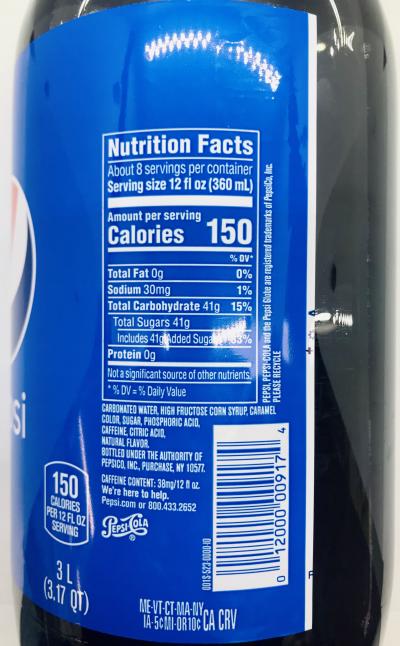 Nutrition Facts
About 8 servings per container
Serving size 12 fl oz (360 mL)
Amount per serving
Calories 150
% DV*
Total Fat 0g 0%
Sodium 30mg 1%
Total Carbohydrate 41g 15%
Total Sugars 41g
Includes 41g Added Sugars 83%
Protein 0g
Not a significant source of other nutrients.
* % DV = % Daily Value
PEPSI, PEPSI-COLA and the Pepsi Globe are registered trademarks of PepsiCo, Inc.
PLEASE RECYCLE
CARBONATED WATER, HIGH FRUCTOSE CORN SYRUP, CARAMEL
COLOR, SUGAR, PHOSPHORIC ACID,
CAFFEINE, CITRIC ACID,
NATURAL FLAVOR.
BOTTLED UNDER THE AUTHORITY OF
PEPSICO, INC., PURCHASE, NY 10577.
CAFFEINE CONTENT: 38mg/12 fl oz.
We're here to help.
Pepsi.com or 800.433.2652
PEPSI-COLA
®
si
150
CALORIES
PER 12 FL OZ
SERVING
3 L
(3.17 QT)
ME-VT-CT-MA-NY
IA-5¢MI-OR10¢ CA CRV
0 12000 00917 4
P